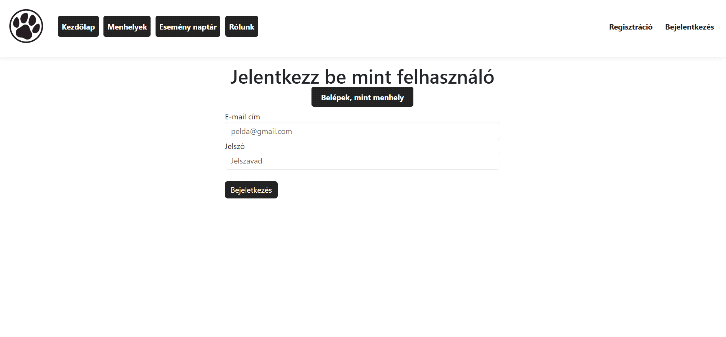 Kezdőlap Menhelyek Esemény naptár Rólunk Regisztráció Bejelentkezés
Jelentkezz be mint felhasználó
Belépek, mint menhely
E-mail cím
pelda@gmail.com
Jelszó
Jelszavad
Bejeletkezés